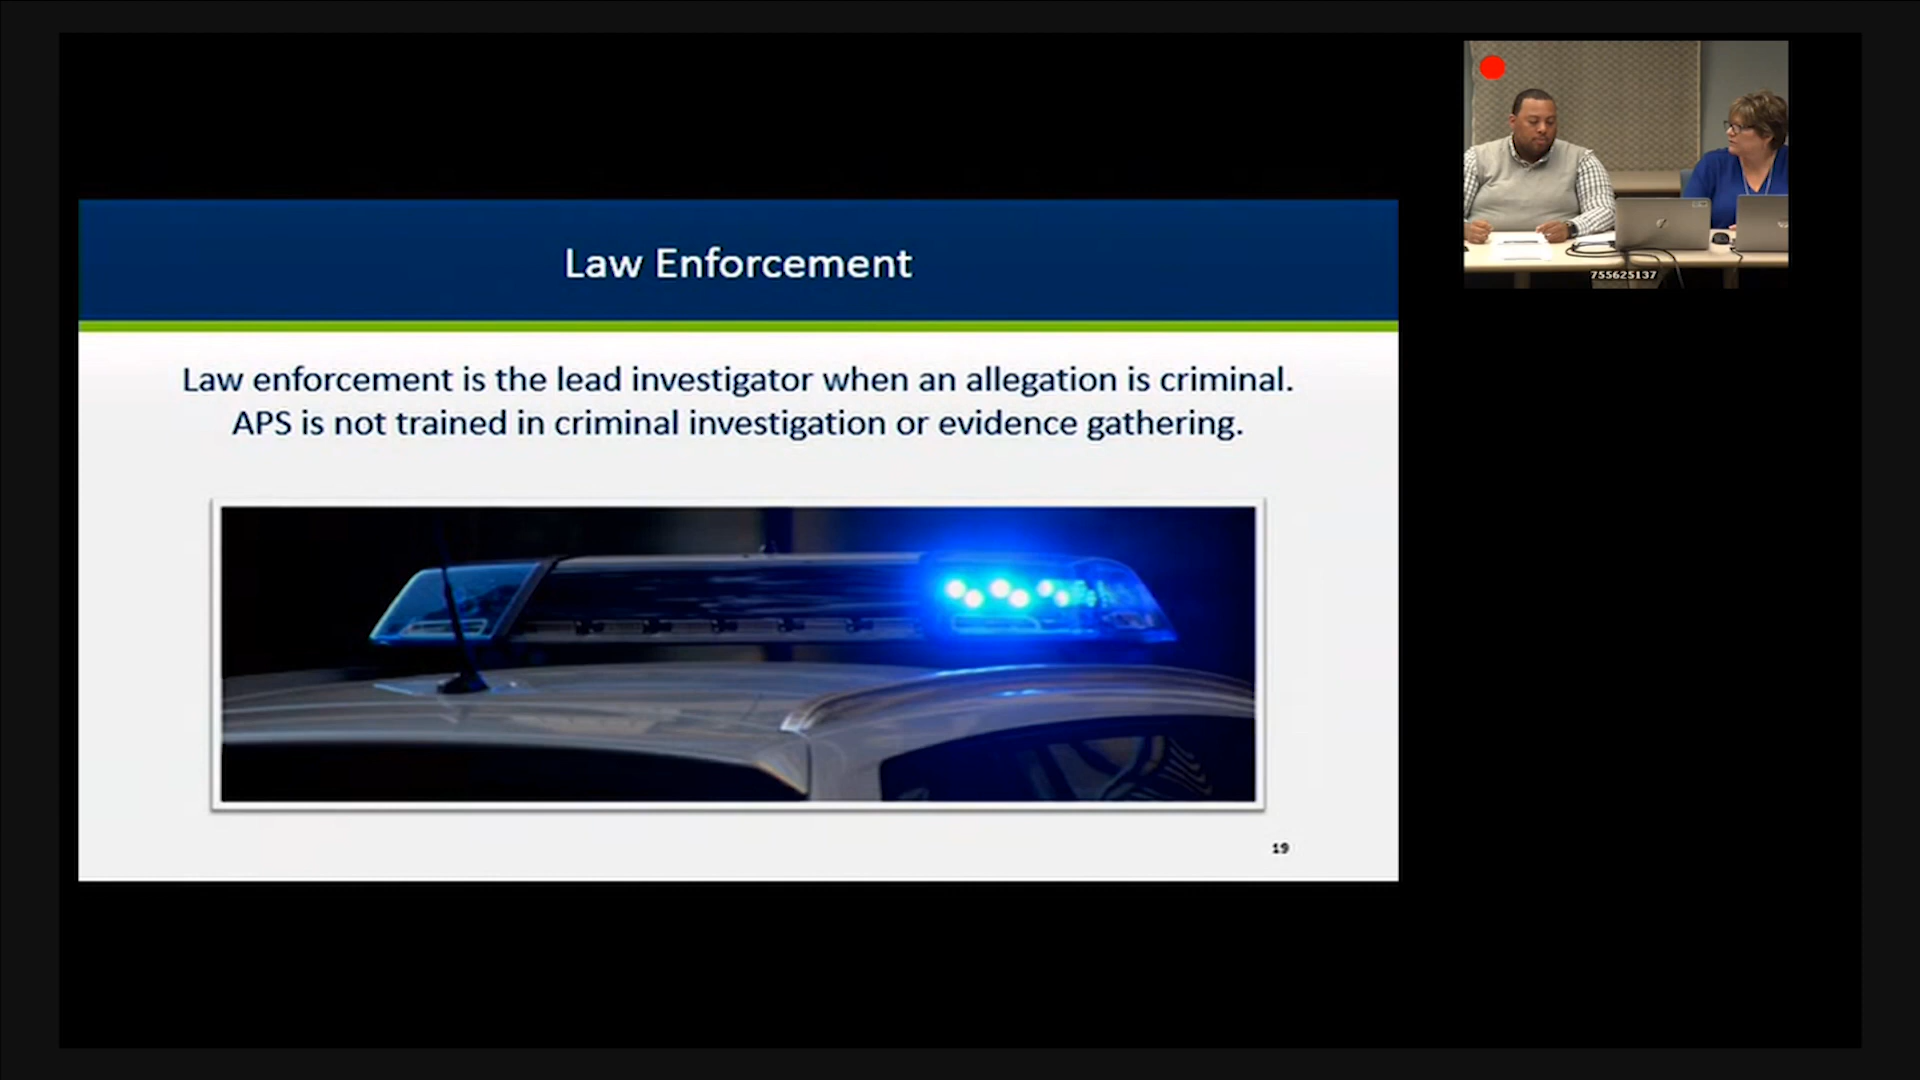 Law Enforcement
Law enforcement is the lead investigator when an allegation is criminal.
APS is not trained in criminal investigation or evidence gathering.
19
755625137